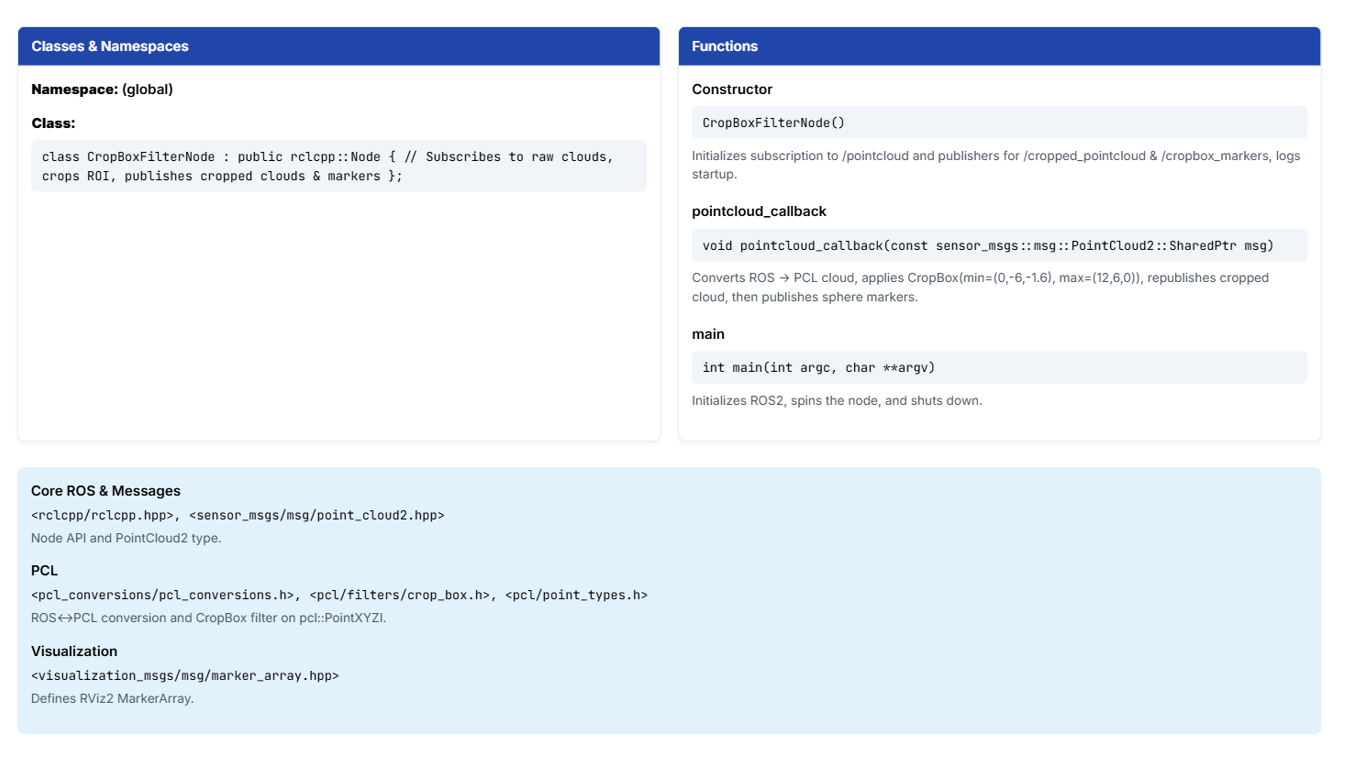 Classes & Namespaces
Namespace: (global)
Class:
class CropBoxFilterNode : public rclcpp::Node { // Subscribes to raw clouds,
crops ROI, publishes cropped clouds & markers };
Functions
Constructor
CropBoxFilterNode()
Initializes subscription to /pointcloud and publishers for /cropped_pointcloud & /cropbox_markers, logs
startup.
pointcloud_callback
void pointcloud_callback(const sensor_msgs::msg::PointCloud2::SharedPtr msg)
Converts ROS → PCL cloud, applies CropBox(min=(0,-6,-1.6), max=(12,6,0)), republishes cropped
cloud, then publishes sphere markers.
main
int main(int argc, char **argv)
Initializes ROS2, spins the node, and shuts down.
Core ROS & Messages
<rclcpp/rclcpp.hpp>, <sensor_msgs/msg/point_cloud2.hpp>
Node API and PointCloud2 type.
PCL
<pcl_conversions/pcl_conversions.h>, <pcl/filters/crop_box.h>, <pcl/point_types.h>
ROS↔PCL conversion and CropBox filter on pcl::PointXYZI.
Visualization
<visualization_msgs/msg/marker_array.hpp>
Defines RViz2 MarkerArray.